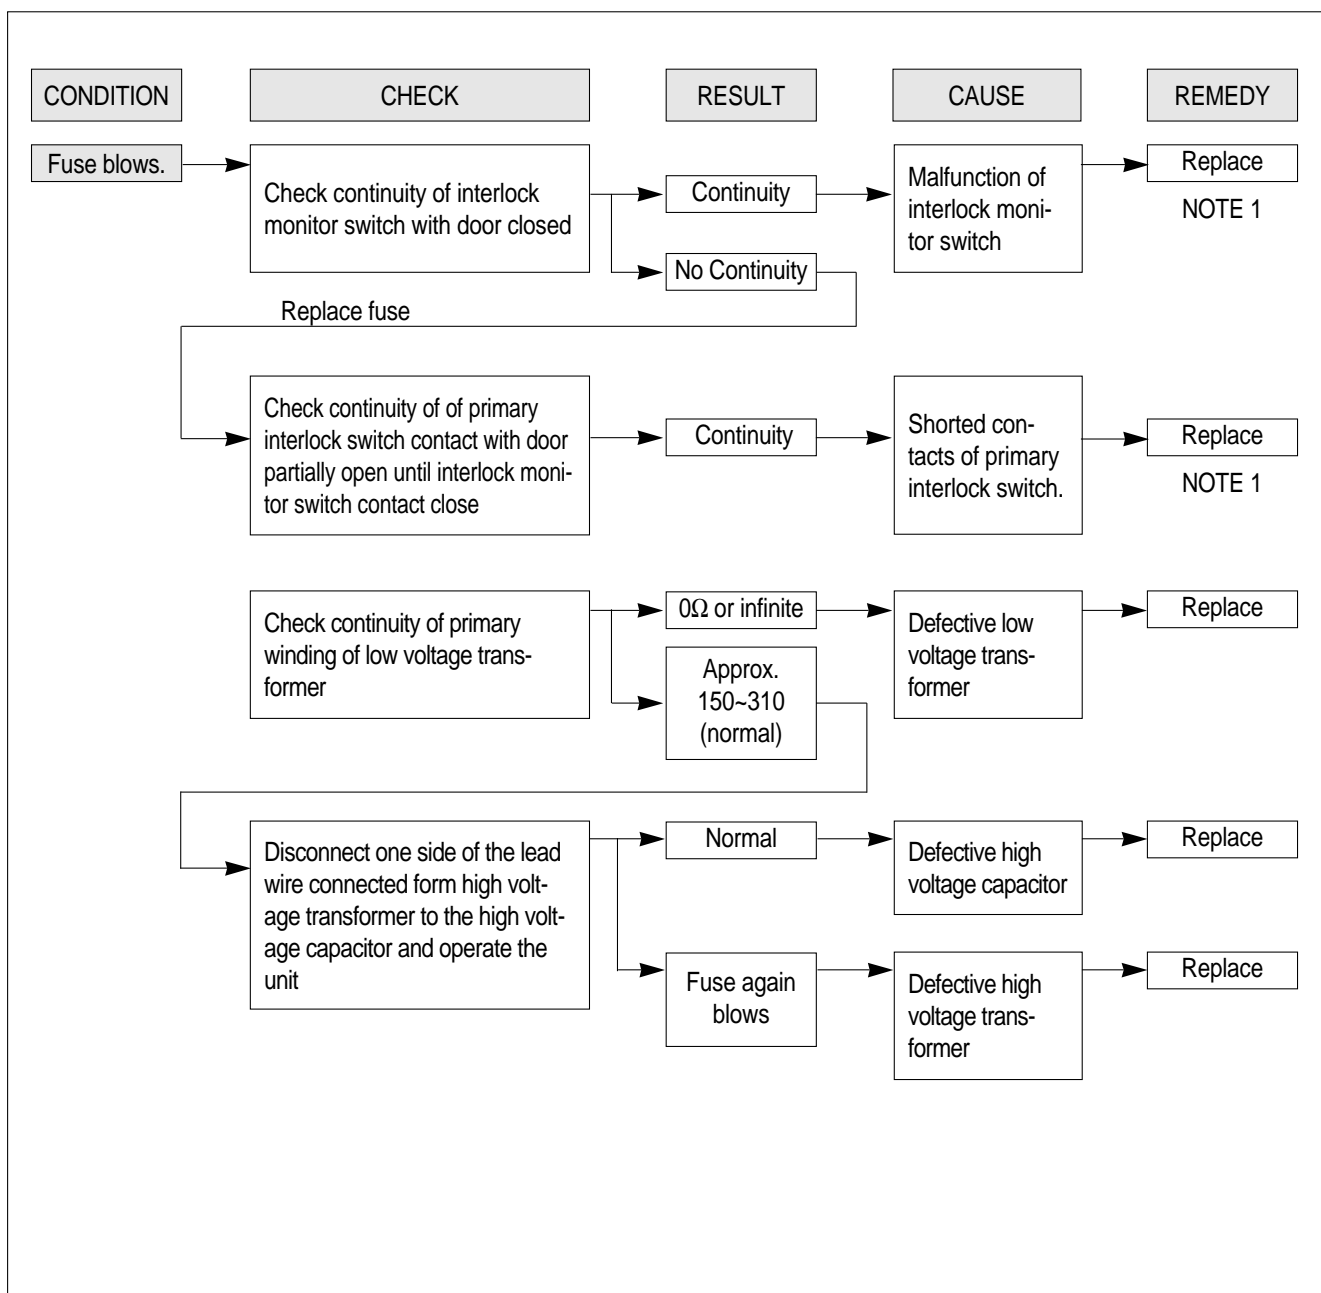 CONDITION
CHECK
RESULT
CAUSE
REMEDY
Fuse blows.
Check continuity of interlock
monitor switch with door closed
Continuity
Malfunction of
interlock moni-
tor switch
Replace
NOTE 1
No Continuity
Replace fuse
Check continuity of of primary
interlock switch contact with door
partially open until interlock moni-
tor switch contact close
Continuity
Shorted con-
tacts of primary
interlock switch.
Replace
NOTE 1
Check continuity of primary
winding of low voltage trans-
former
0Ω or infinite
Defective low
voltage trans-
former
Replace
Approx.
150~310
(normal)
Disconnect one side of the lead
wire connected form high volt-
age transformer to the high volt-
age capacitor and operate the
unit
Normal
Defective high
voltage capacitor
Replace
Fuse again
blows
Defective high
voltage trans-
former
Replace